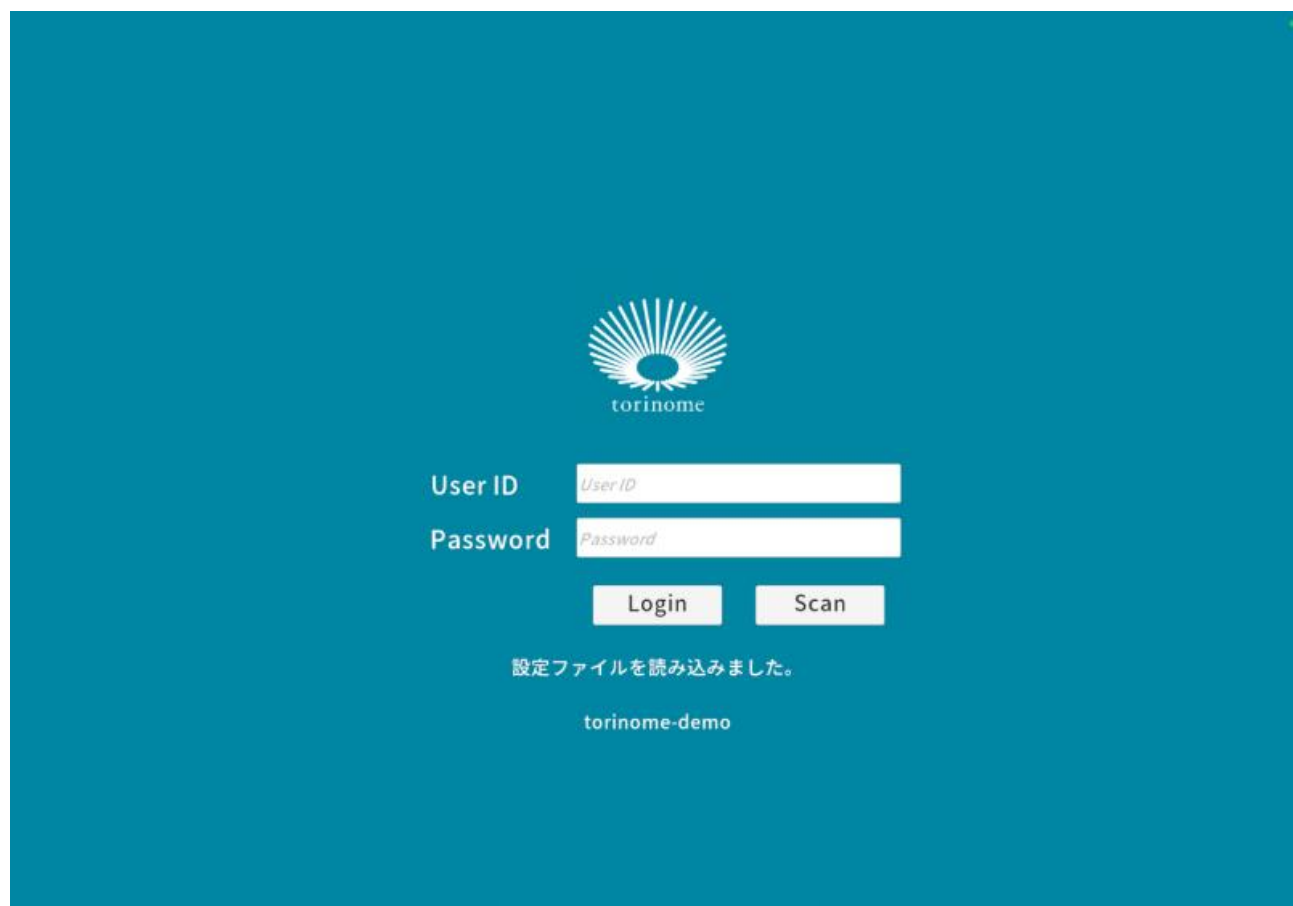 torinome
User ID User ID
Password Password
Login Scan
設定ファイルを読み込みました。
torinome-demo